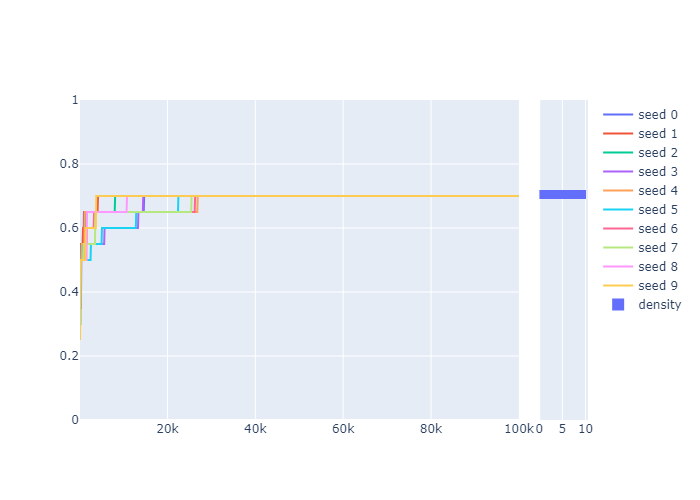 1
0.8
0.6
0.4
0.2
0
20k
40k
60k
80k
100k
0
5
10
seed 0
seed 1
seed 2
seed 3
seed 4
seed 5
seed 6
seed 7
seed 8
seed 9
density